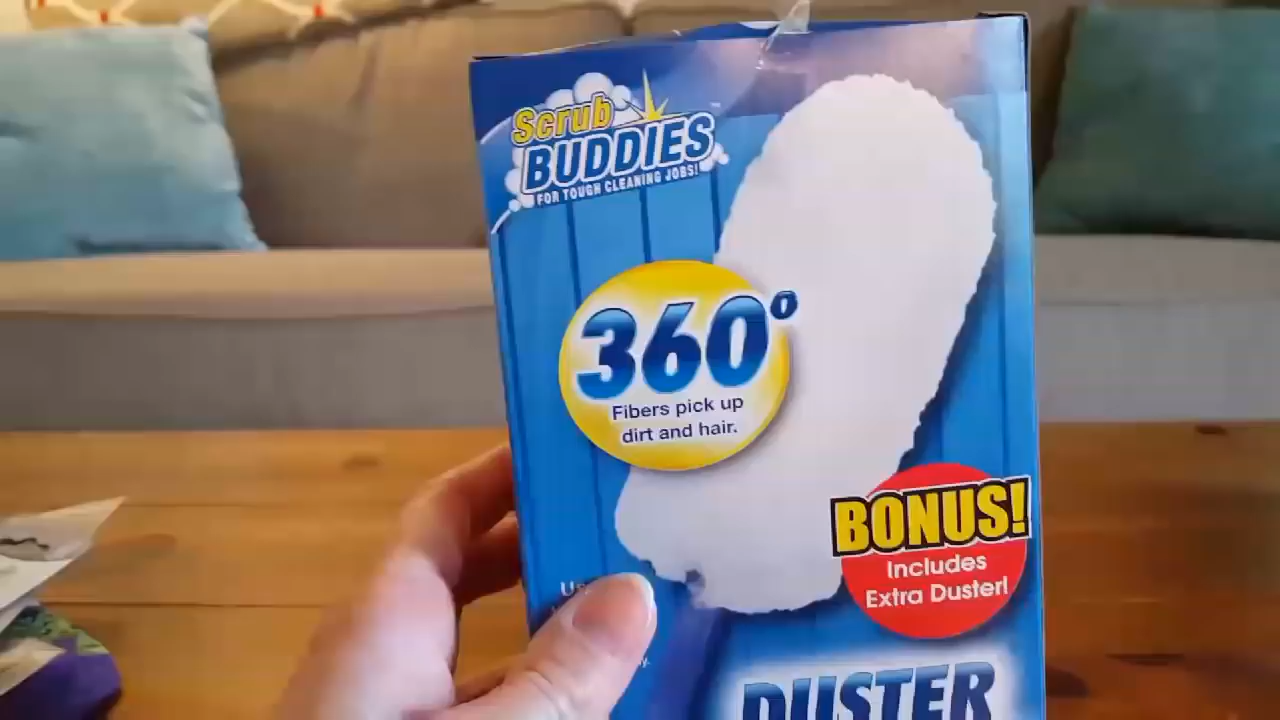 Scrub
BUDDIES
FOR TOUGH CLEANING JOBS!
360°
Fibers pick up
dirt and hair.
BONUS!
Includes
Extra Duster!
DUSTER